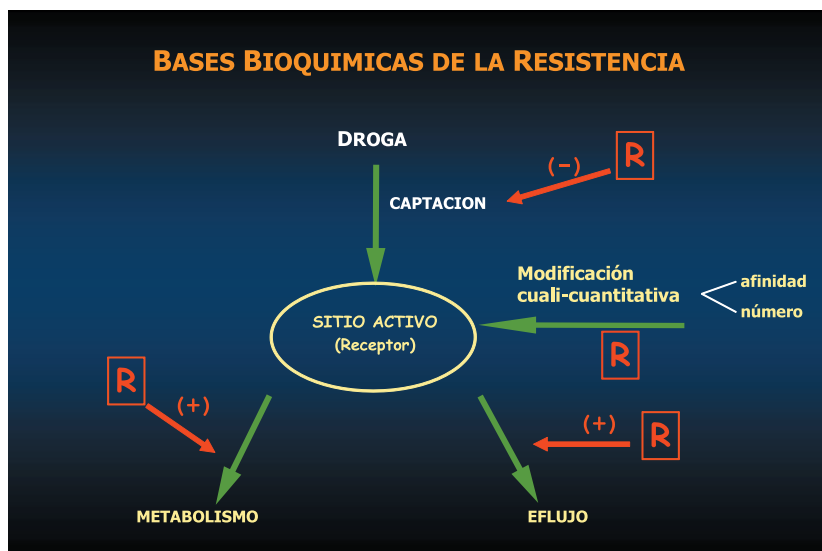 BASES BIOQUIMICAS DE LA RESISTENCIA
DROGA
(-) R
CAPTACION
Modificación
cuali-cuantitativa
afinidad
número
SITIO ACTIVO
(Receptor)
R
R
(+)
(+)
R
METABOLISMO
EFLUJO